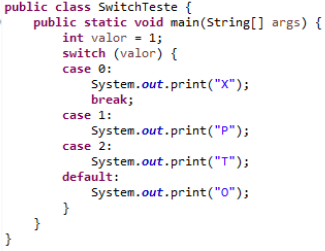 public class SwitchTeste {
    public static void main(String[] args) {
        int valor = 1;
        switch (valor) {
        case 0:
            System.out.print("X");
            break;
        case 1:
            System.out.print("P");
        case 2:
            System.out.print("T");
        default:
            System.out.print("O");
        }
    }
}